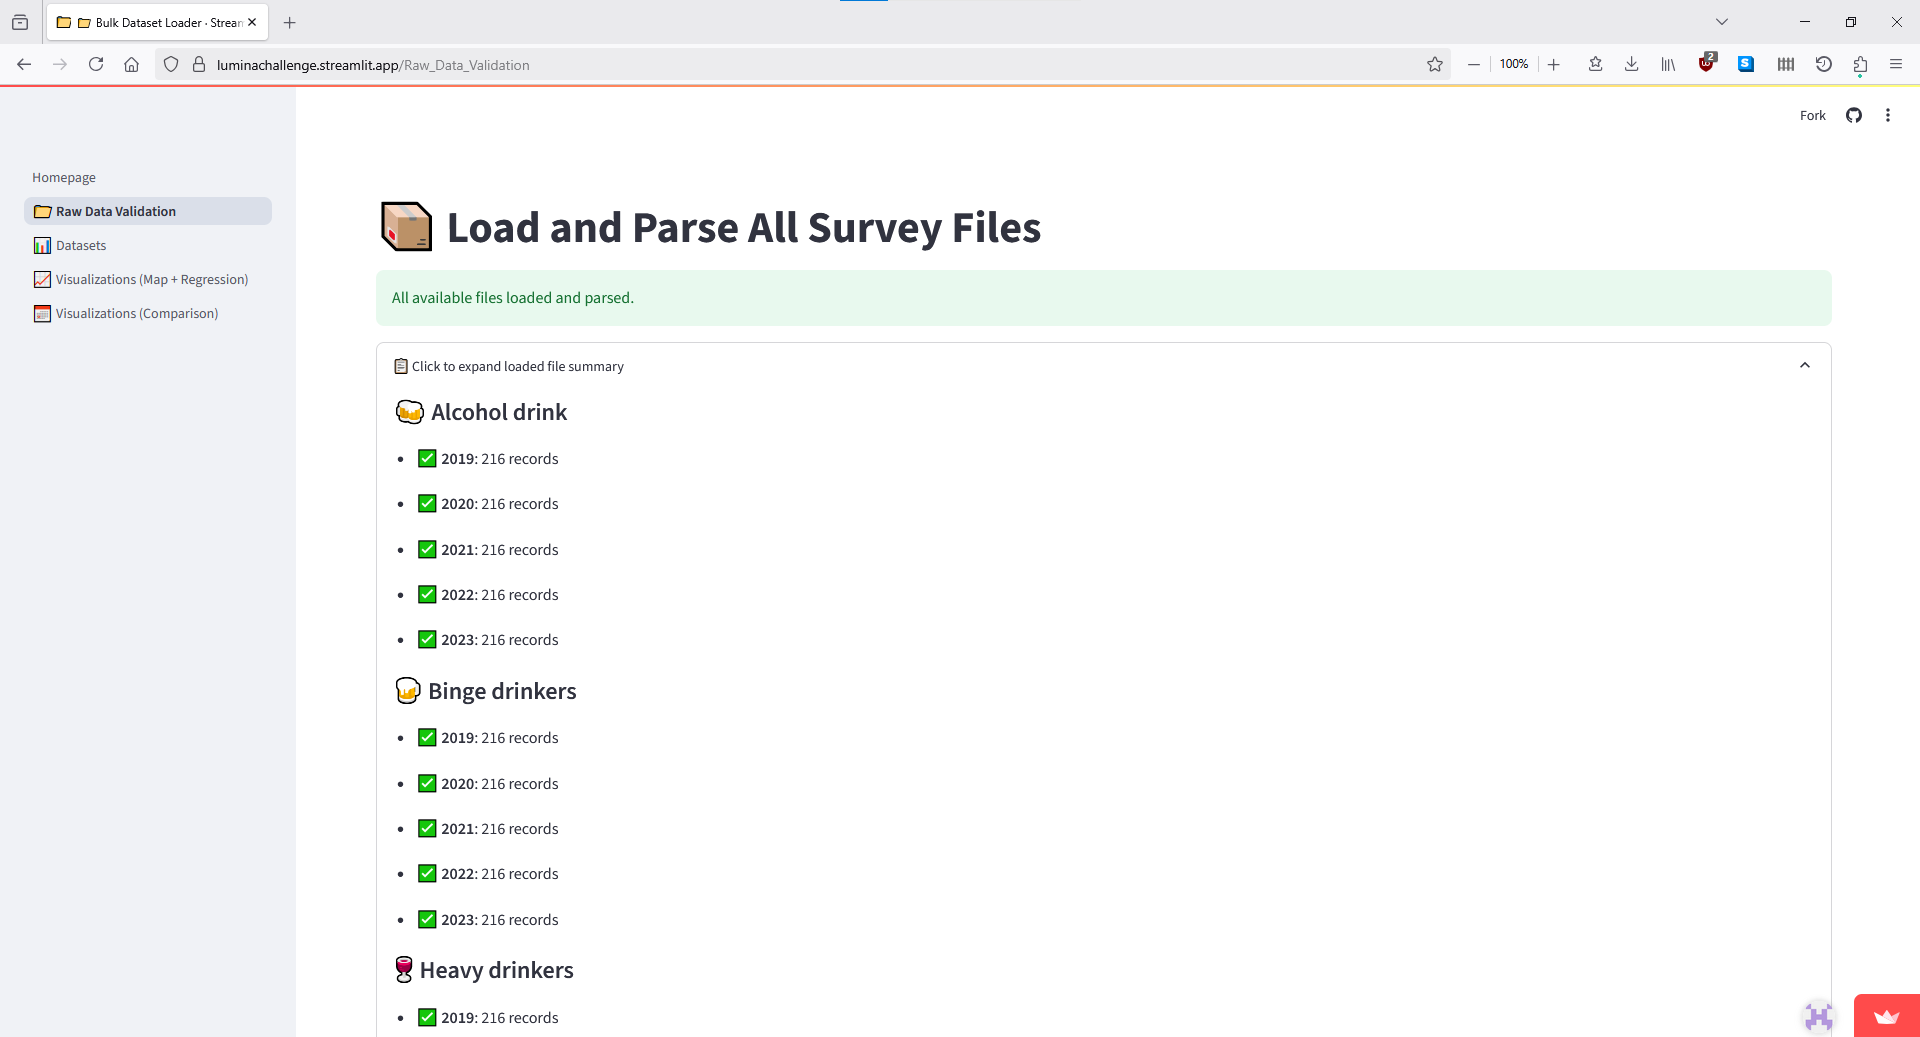 Bulk Dataset Loader · Strean
luminachallenge.streamlit.app/Raw_Data_Validation
100%
2
S
Fork
Homepage
Raw Data Validation
Datasets
Visualizations (Map + Regression)
Visualizations (Comparison)
Load and Parse All Survey Files
All available files loaded and parsed.
Click to expand loaded file summary
Alcohol drink
2019: 216 records
2020: 216 records
2021: 216 records
2022: 216 records
2023: 216 records
Binge drinkers
2019: 216 records
2020: 216 records
2021: 216 records
2022: 216 records
2023: 216 records
Heavy drinkers
2019: 216 records